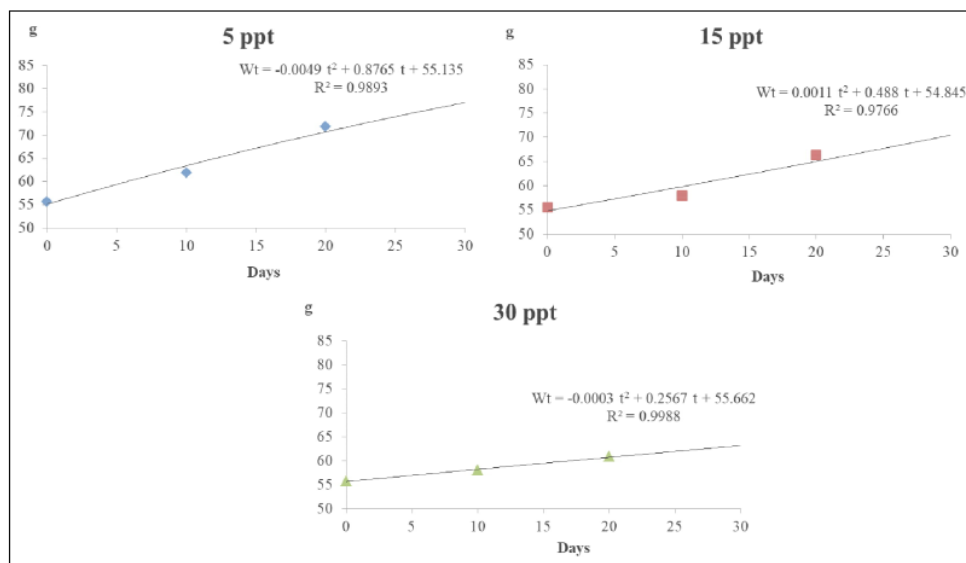 g
5 ppt
85
80
75
70
65
60
55
50
Wt = -0.0049 t² + 0.8765 t + 55.135
R² = 0.9893
0 5 10 15 20 25 30
Days
g
15 ppt
85
80
75
70
65
60
55
50
Wt = 0.0011 t² + 0.488 t + 54.845
R² = 0.9766
0 5 10 15 20 25 30
Days
g
30 ppt
85
80
75
70
65
60
55
50
Wt = -0.0003 t² + 0.2567 t + 55.662
R² = 0.9988
0 5 10 15 20 25 30
Days